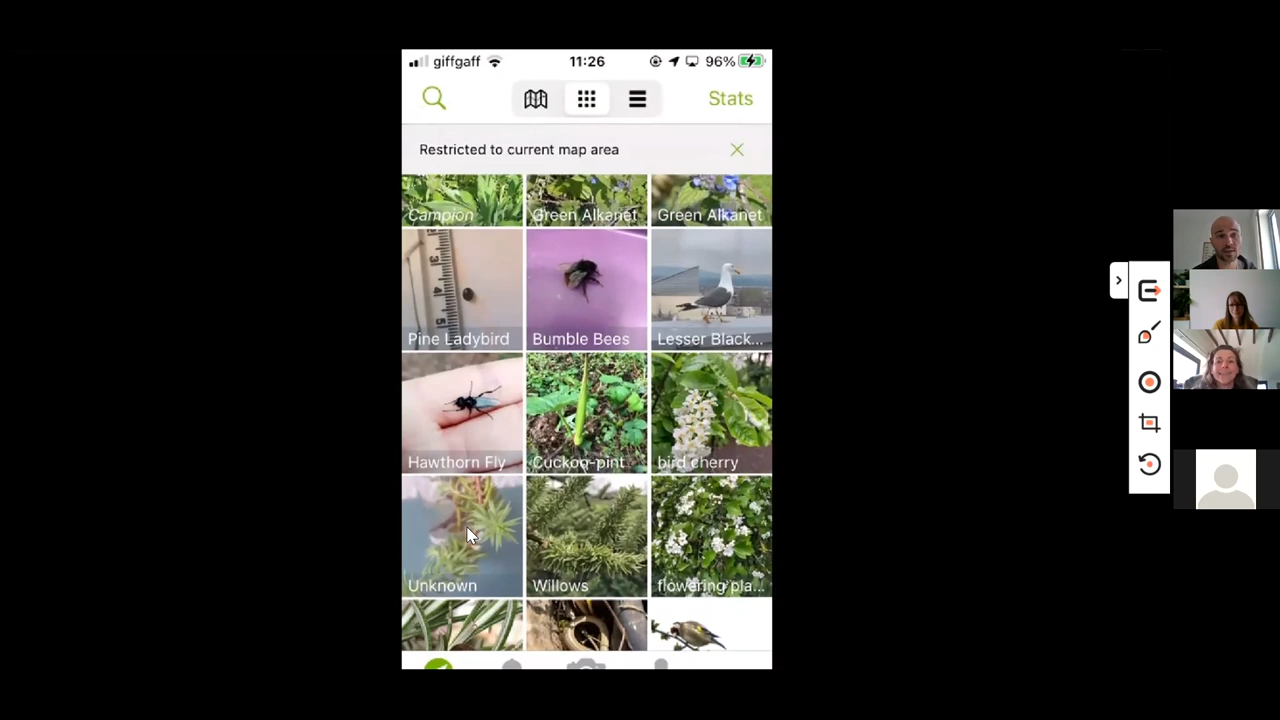 giffgaff 11:26 96%
Stats
Restricted to current map area
Campion Green Alkanet Green Alkanet
Pine Ladybird Bumble Bees Lesser Black...
Hawthorn Fly Cuckoo-pint bird cherry
Unknown Willows flowering pla...